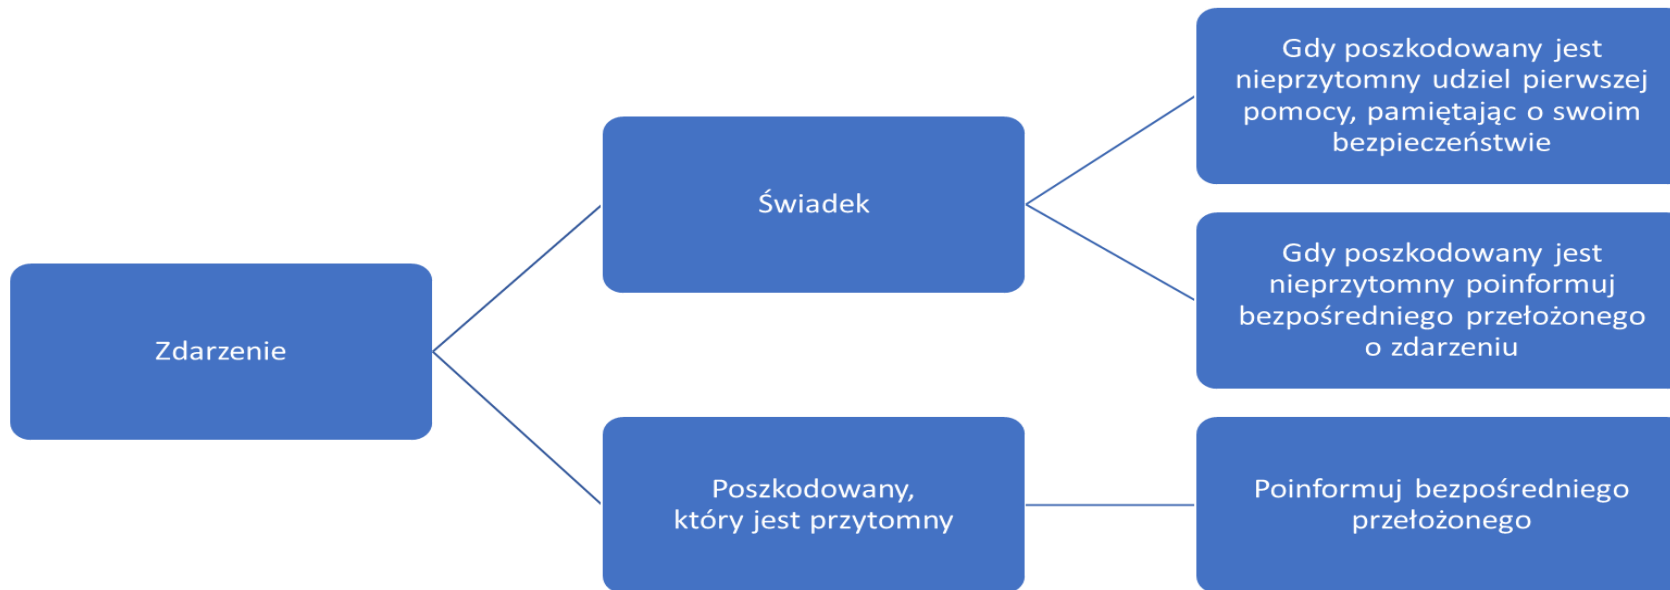 Zdarzenie
Świadek
Poszkodowany,
który jest przytomny
Gdy poszkodowany jest
nieprzytomny udziel pierwszej
pomocy, pamiętając o swoim
bezpieczeństwie
Gdy poszkodowany jest
nieprzytomny poinformuj
bezpośredniego przełożonego
o zdarzeniu
Poinformuj bezpośredniego
przełożonego